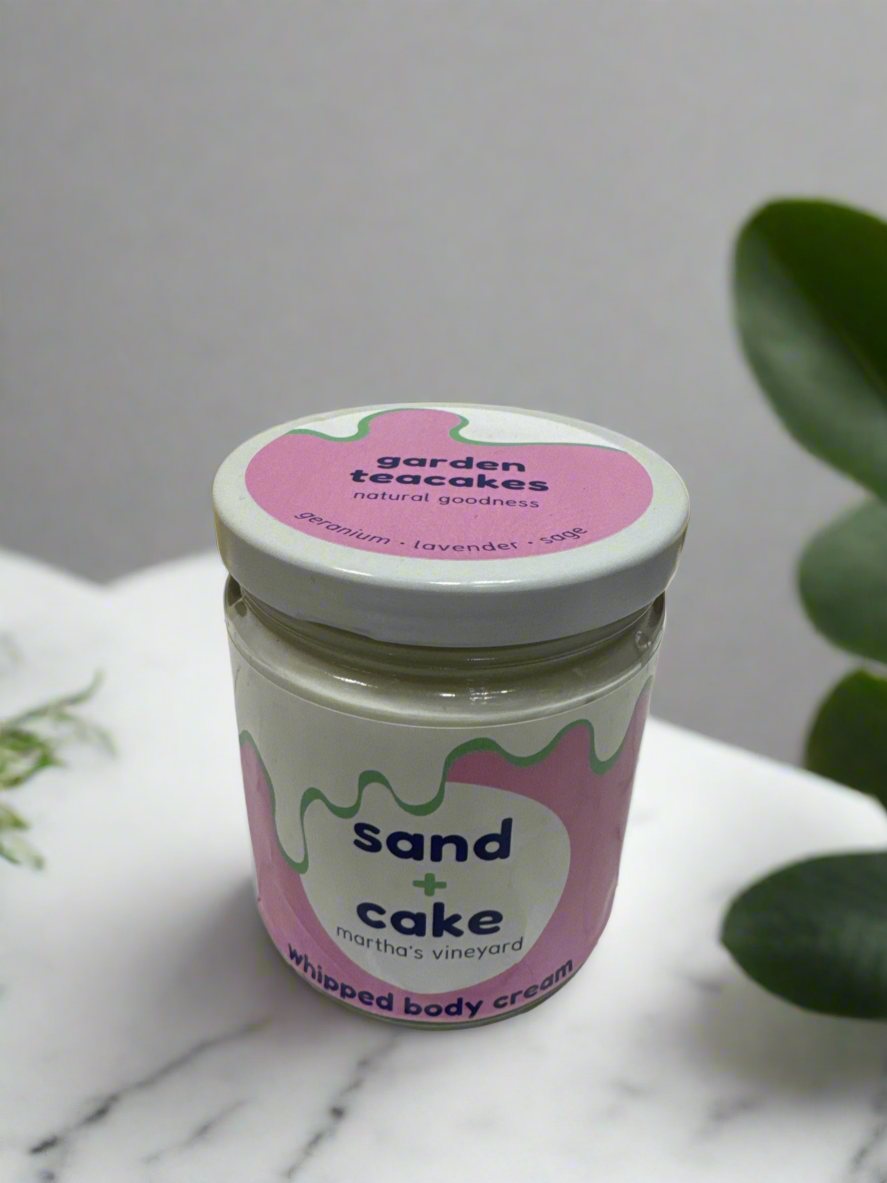 garden
teacakes
natural goodness
geranium · lavender · sage
sand
+
cake
martha's vineyard
whipped body cream